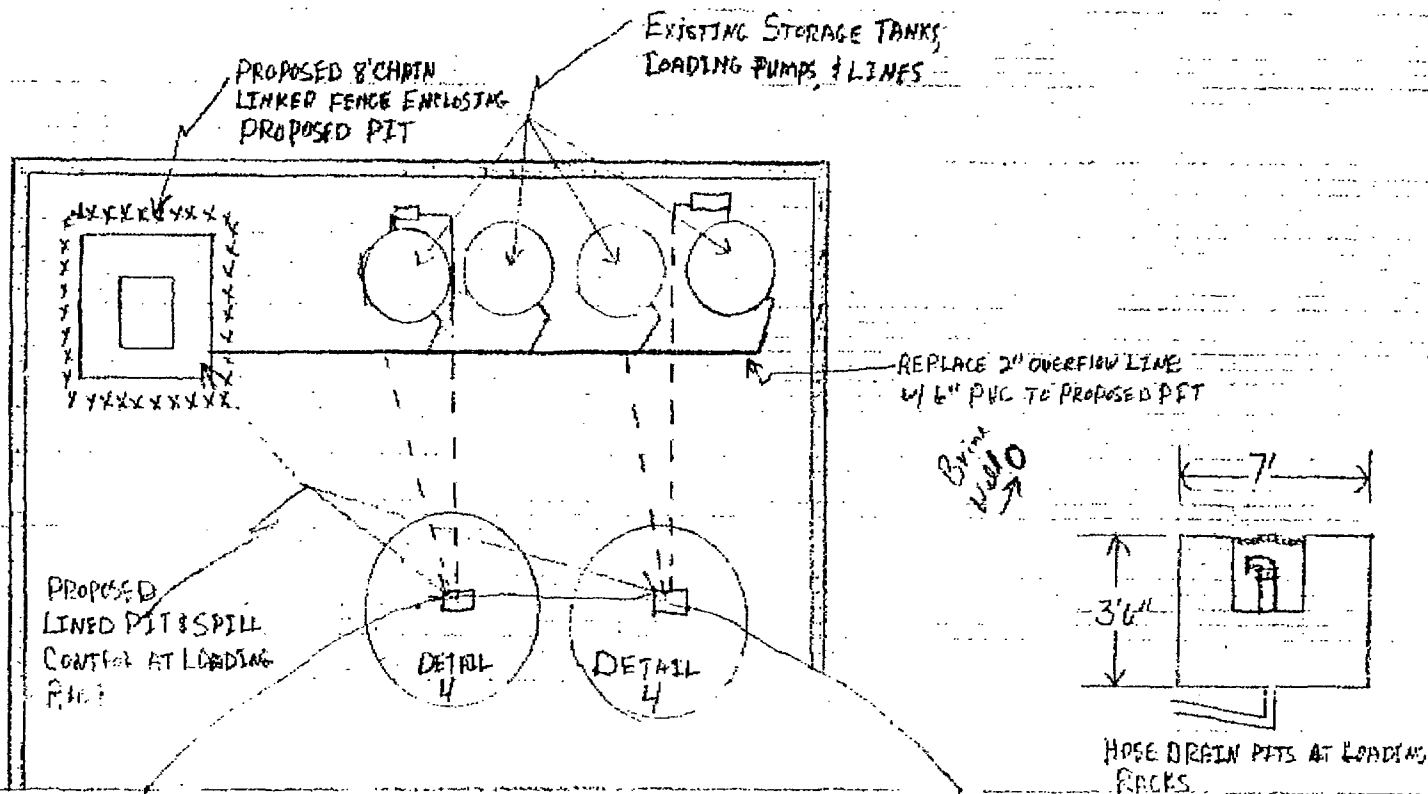 EXISTING STORAGE TANKS,
LOADING PUMPS & LINES
PROPOSED 8' CHAIN
LINKED FENCE ENCLOSING
PROPOSED PIT
REPLACE 2" OVERFLOW LINE
w/ 6" PVC TO PROPOSED PIT
Brine
Well
7'
3'6"
PROPOSED
LINED PIT & SPILL
CONTROL AT LOADING
DETAIL
4
DETAIL
4
HOSE DRAIN PITS AT LOADING
RACKS